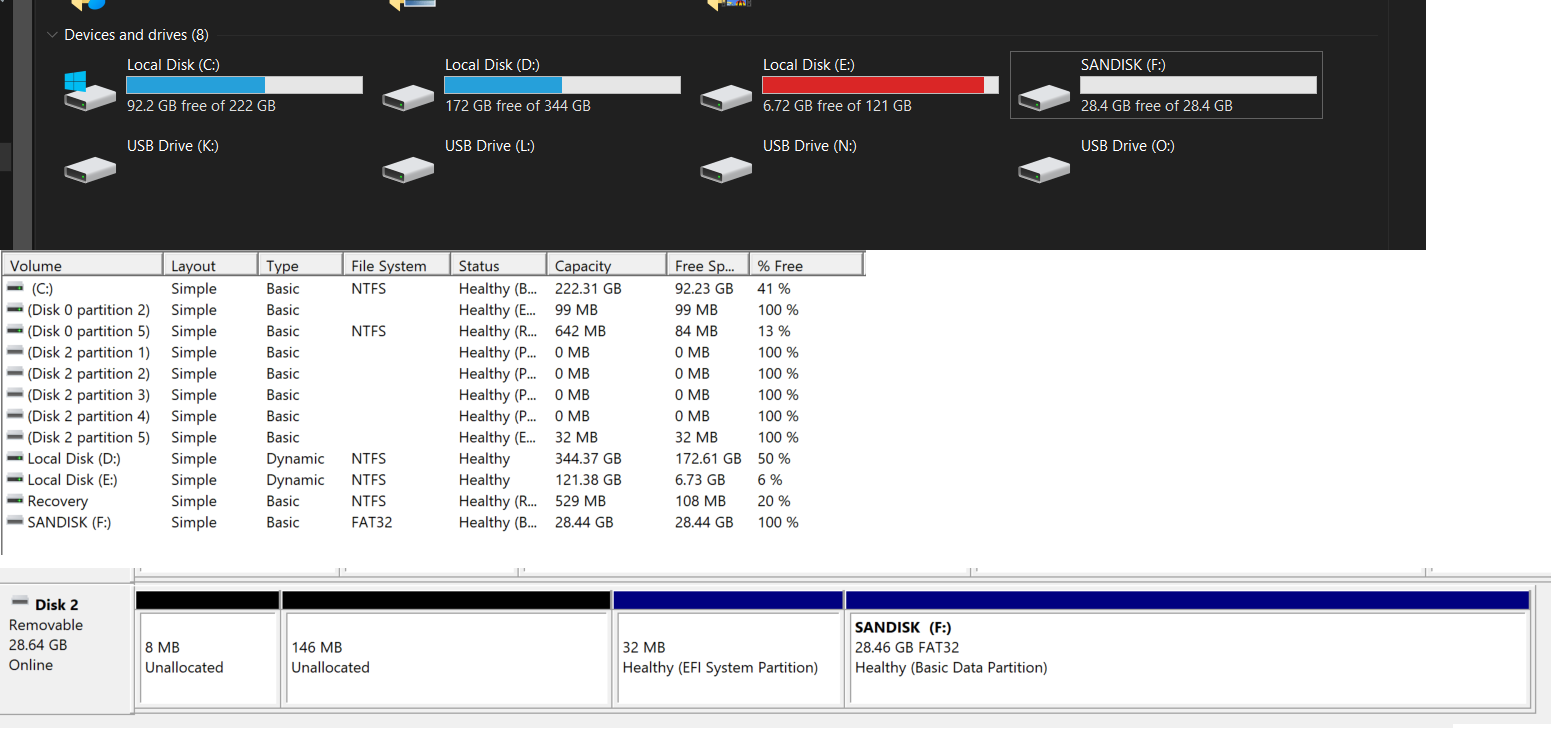 Devices and drives (8)
Local Disk (C:) Local Disk (D:) Local Disk (E:) SANDISK (F:)
92.2 GB free of 222 GB 172 GB free of 344 GB 6.72 GB free of 121 GB 28.4 GB free of 28.4 GB
USB Drive (K:) USB Drive (L:) USB Drive (N:) USB Drive (O:)
Volume Layout Type File System Status Capacity Free Sp... % Free
(C:) Simple Basic NTFS Healthy (B... 222.31 GB 92.23 GB 41 %
(Disk 0 partition 2) Simple Basic Healthy (E... 99 MB 99 MB 100 %
(Disk 0 partition 5) Simple Basic NTFS Healthy (R... 642 MB 84 MB 13 %
(Disk 2 partition 1) Simple Basic Healthy (P... 0 MB 0 MB 100 %
(Disk 2 partition 2) Simple Basic Healthy (P... 0 MB 0 MB 100 %
(Disk 2 partition 3) Simple Basic Healthy (P... 0 MB 0 MB 100 %
(Disk 2 partition 4) Simple Basic Healthy (P... 0 MB 0 MB 100 %
(Disk 2 partition 5) Simple Basic Healthy (E... 32 MB 32 MB 100 %
Local Disk (D:) Simple Dynamic NTFS Healthy 344.37 GB 172.61 GB 50 %
Local Disk (E:) Simple Dynamic NTFS Healthy 121.38 GB 6.73 GB 6 %
Recovery Simple Basic NTFS Healthy (R... 529 MB 108 MB 20 %
SANDISK (F:) Simple Basic FAT32 Healthy (B... 28.44 GB 28.44 GB 100 %
Disk 2
Removable
28.64 GB
Online
8 MB
Unallocated
146 MB
Unallocated
32 MB
Healthy (EFI System Partition)
SANDISK (F:)
28.46 GB FAT32
Healthy (Basic Data Partition)